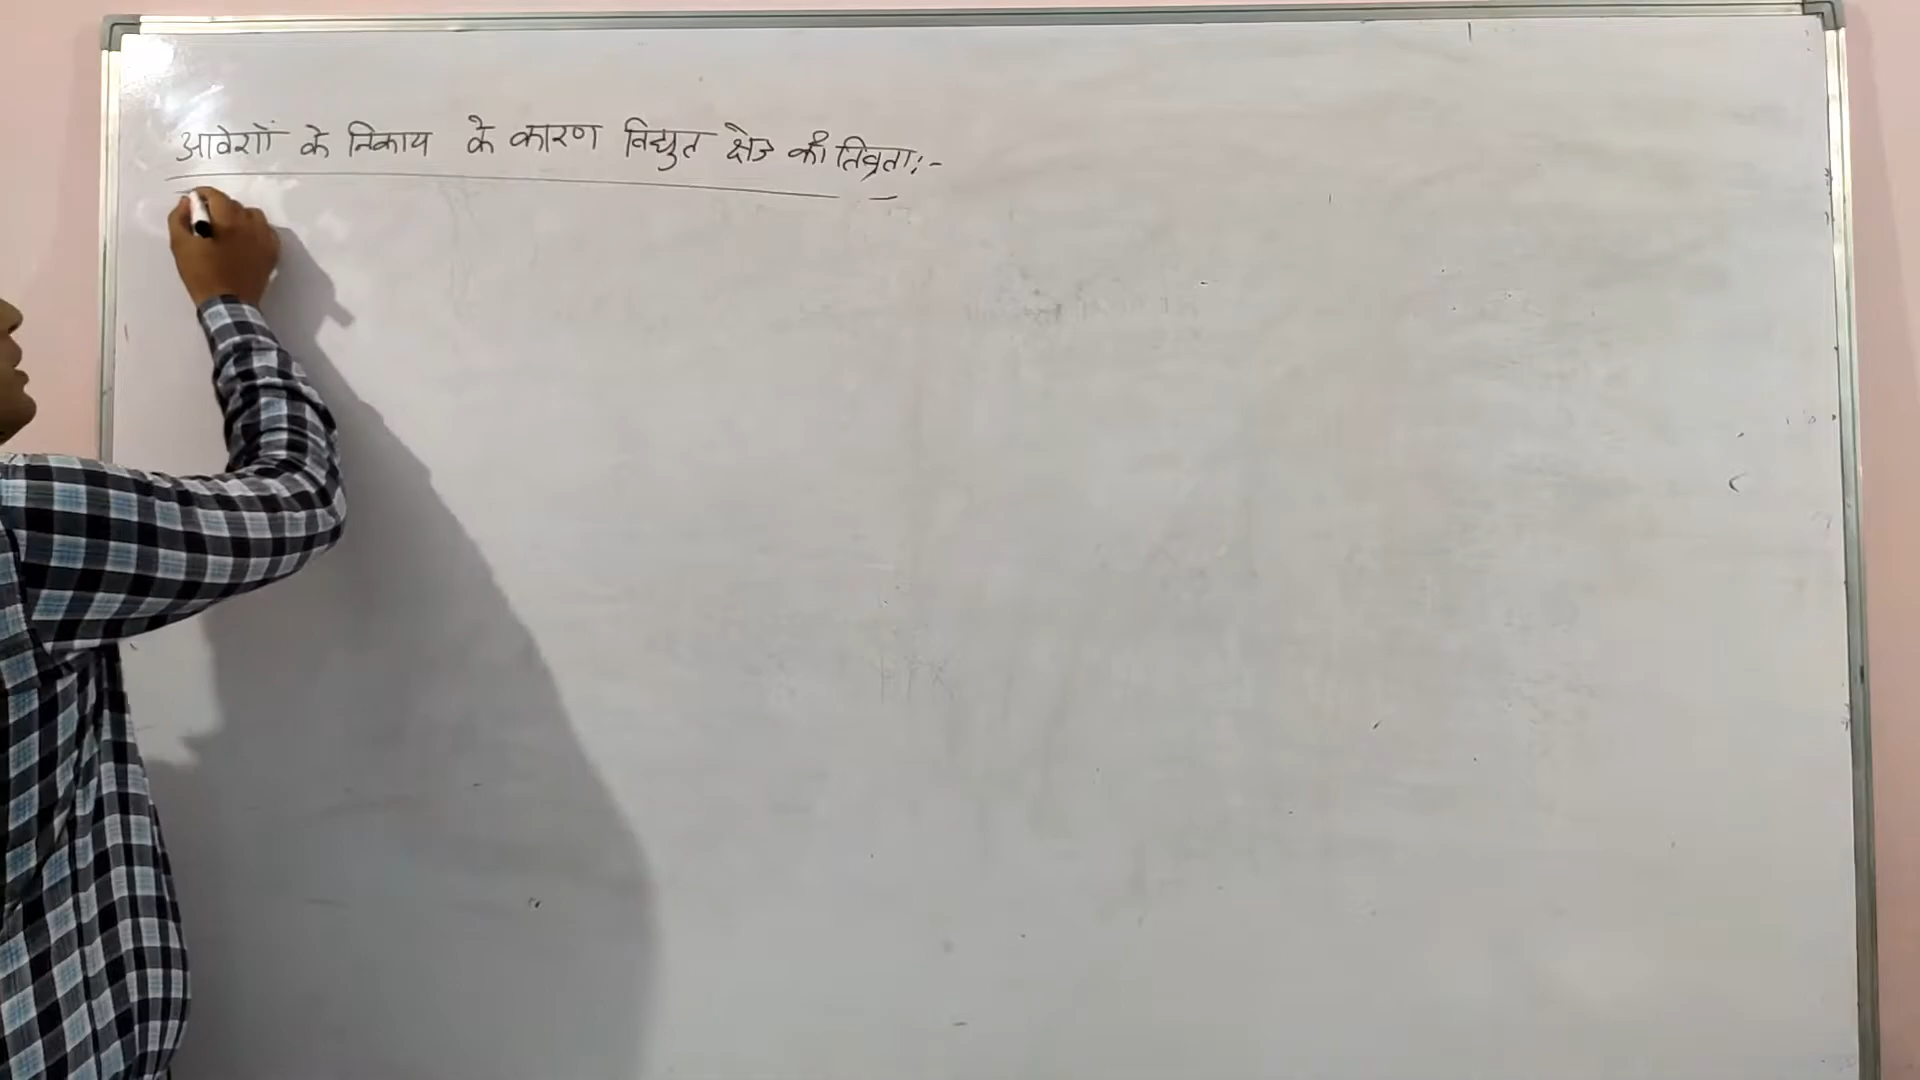 आवेशों के निकाय के कारण विद्युत क्षेत्र की तिव्रता:-